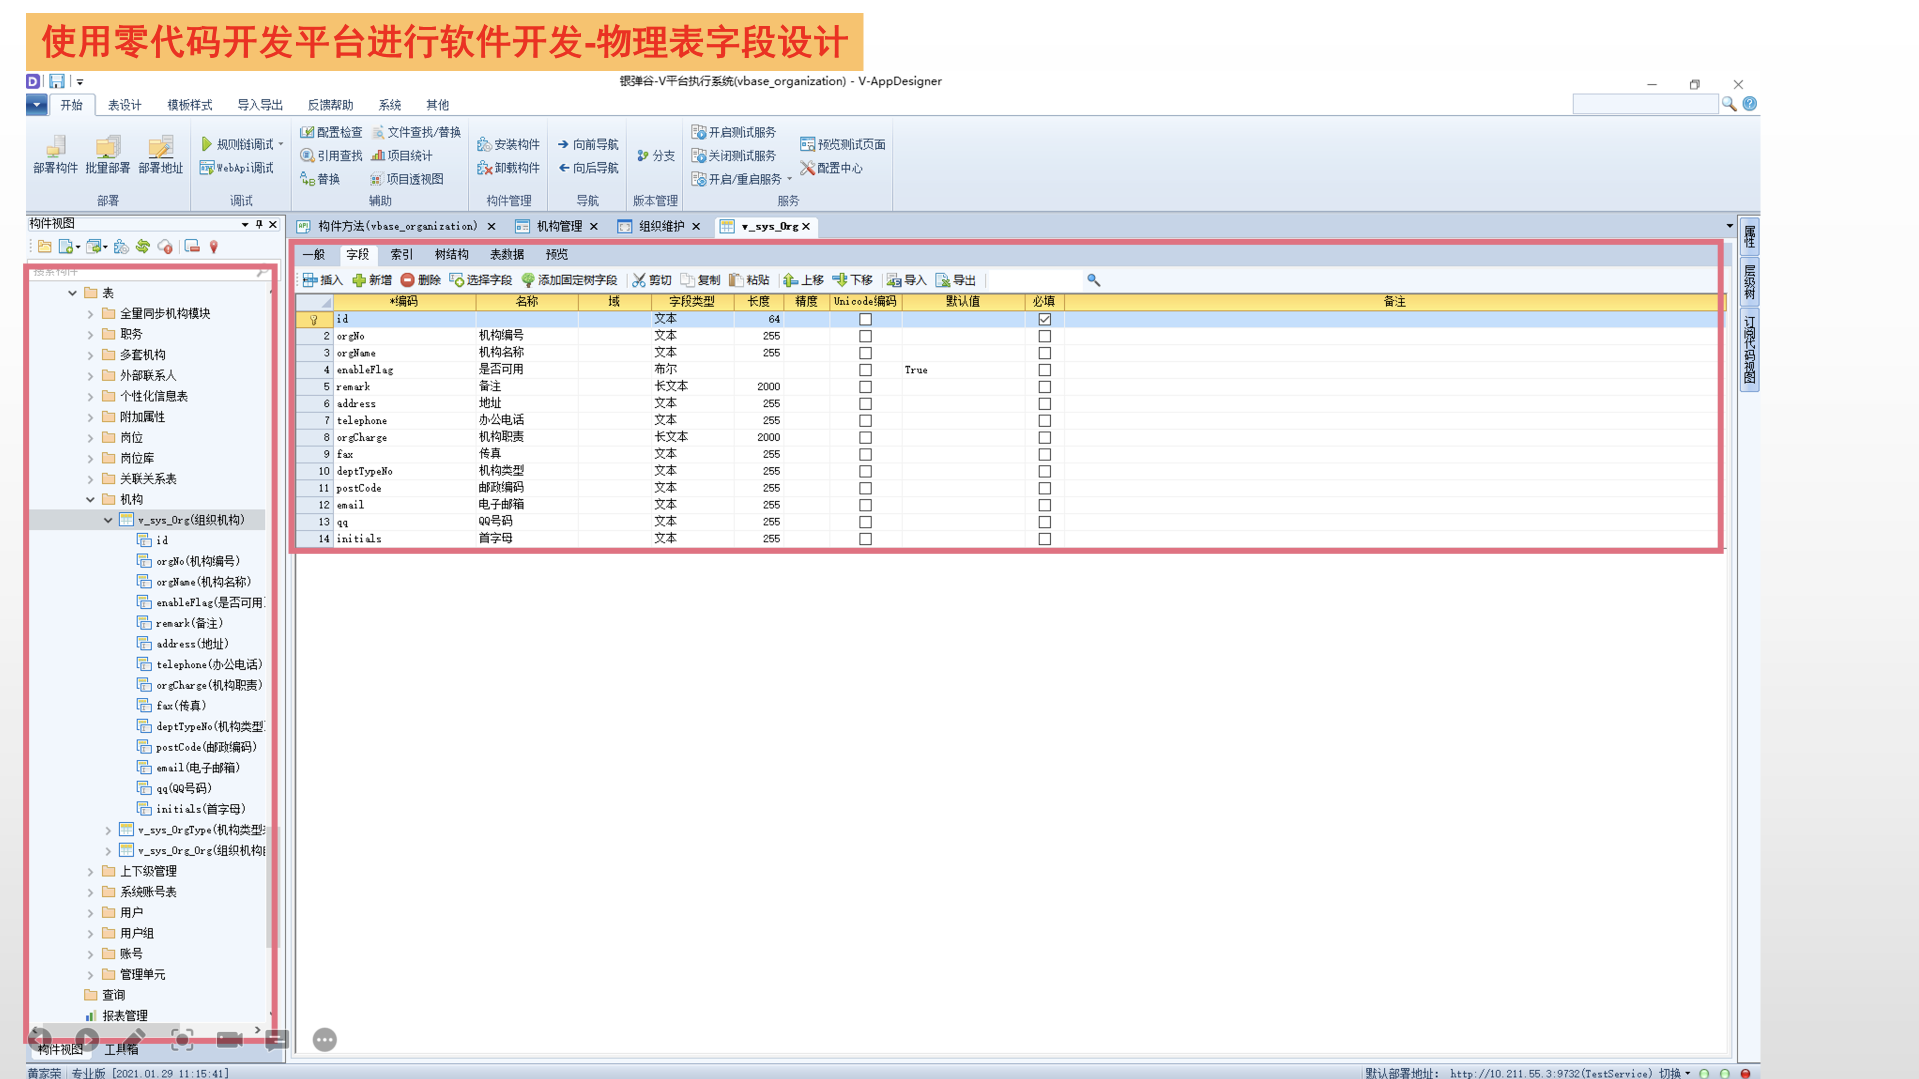 使用零代码开发平台进行软件开发-物理表字段设计
银弹谷-V平台执行系统(vbase_organization) - V-AppDesigner
开始 表设计 模板样式 导入导出 反馈帮助 系统 其他
部署构件 批量部署 部署地址
部署
规则链调试
WebApi调试
调试
配置检查 文件查找/替换
引用查找 项目统计
替换 项目透视图
辅助
安装构件
卸载构件
构件管理
向前导航
向后导航
导航
分支
版本管理
开启测试服务
关闭测试服务
开启/重启服务
预览测试页面
配置中心
服务
构件视图
搜索构件
表
全量同步机构模块
职务
多套机构
外部联系人
个性化信息表
附加属性
岗位
岗位库
关联关系表
机构
v_sys_Org(组织机构)
id
orgNo(机构编号)
orgName(机构名称)
enableFlag(是否可用
remark(备注)
address(地址)
telephone(办公电话)
orgCharge(机构职责)
fax(传真)
deptTypeNo(机构类型
postCode(邮政编码)
email(电子邮箱)
qq(QQ号码)
initials(首字母)
v_sys_OrgType(机构类型
v_sys_Org_Org(组织机构
上下级管理
系统账号表
用户
用户组
账号
管理单元
查询
报表管理
构件视图 工具箱
构件方法(vbase_organization) 机构管理 组织维护 v_sys_Org
一般 字段 索引 树结构 表数据 预览
插入 新增 删除 选择字段 添加固定树字段 剪切 复制 粘贴 上移 下移 导入 导出
*编码 名称 域 字段类型 长度 精度 Unicode编码 默认值 必填 备注
id 文本 64
2 orgNo 机构编号 文本 255
3 orgName 机构名称 文本 255
4 enableFlag 是否可用 布尔 True
5 remark 备注 长文本 2000
6 address 地址 文本 255
7 telephone 办公电话 文本 255
8 orgCharge 机构职责 长文本 2000
9 fax 传真 文本 255
10 deptTypeNo 机构类型 文本 255
11 postCode 邮政编码 文本 255
12 email 电子邮箱 文本 255
13 qq QQ号码 文本 255
14 initials 首字母 文本 255
属性
层级树
订阅代码视图
黄家荣 专业版 [2021.01.29 11:15:41]
默认部署地址: http://10.211.55.3:9732(TestService) 切换